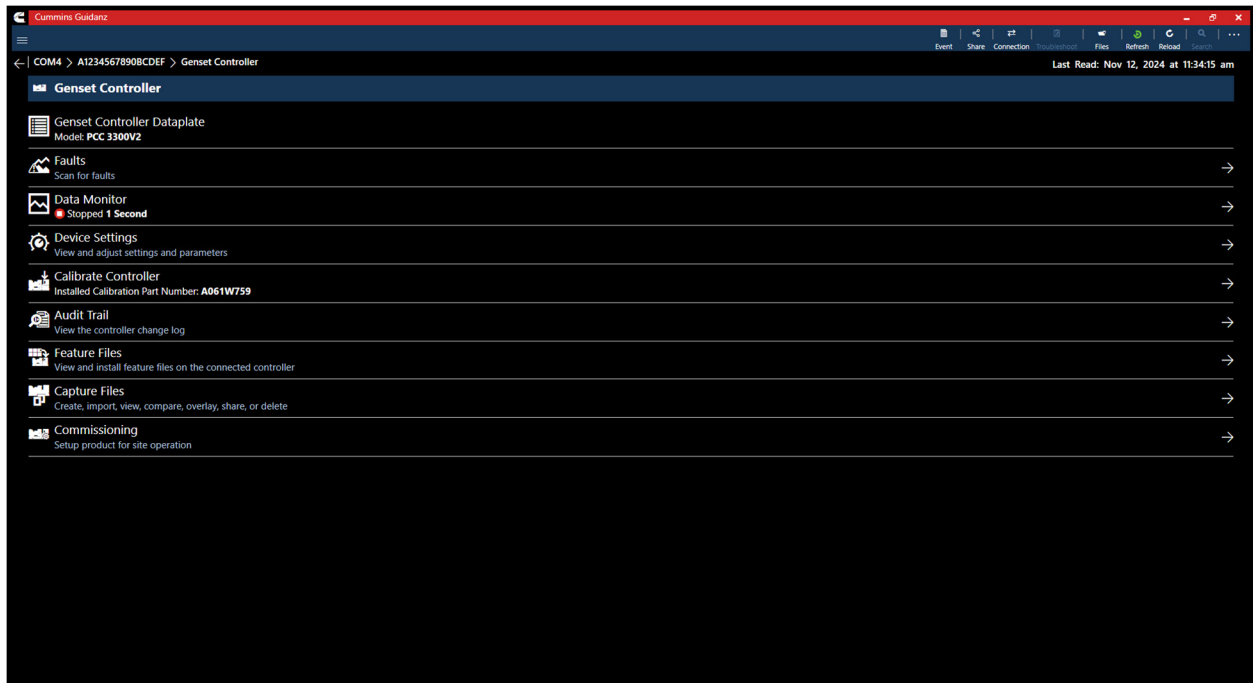 Cummins Guidanz
Event Share Connection Troubleshoot Files Refresh Reload Search
COM4 > A1234567890BCDEF > Genset Controller
Last Read: Nov 12, 2024 at 11:34:15 am
Genset Controller
Genset Controller Dataplate
Model: PCC 3300V2
Faults
Scan for faults
Data Monitor
Stopped 1 Second
Device Settings
View and adjust settings and parameters
Calibrate Controller
Installed Calibration Part Number: A061W759
Audit Trail
View the controller change log
Feature Files
View and install feature files on the connected controller
Capture Files
Create, import, view, compare, overlay, share, or delete
Commissioning
Setup product for site operation